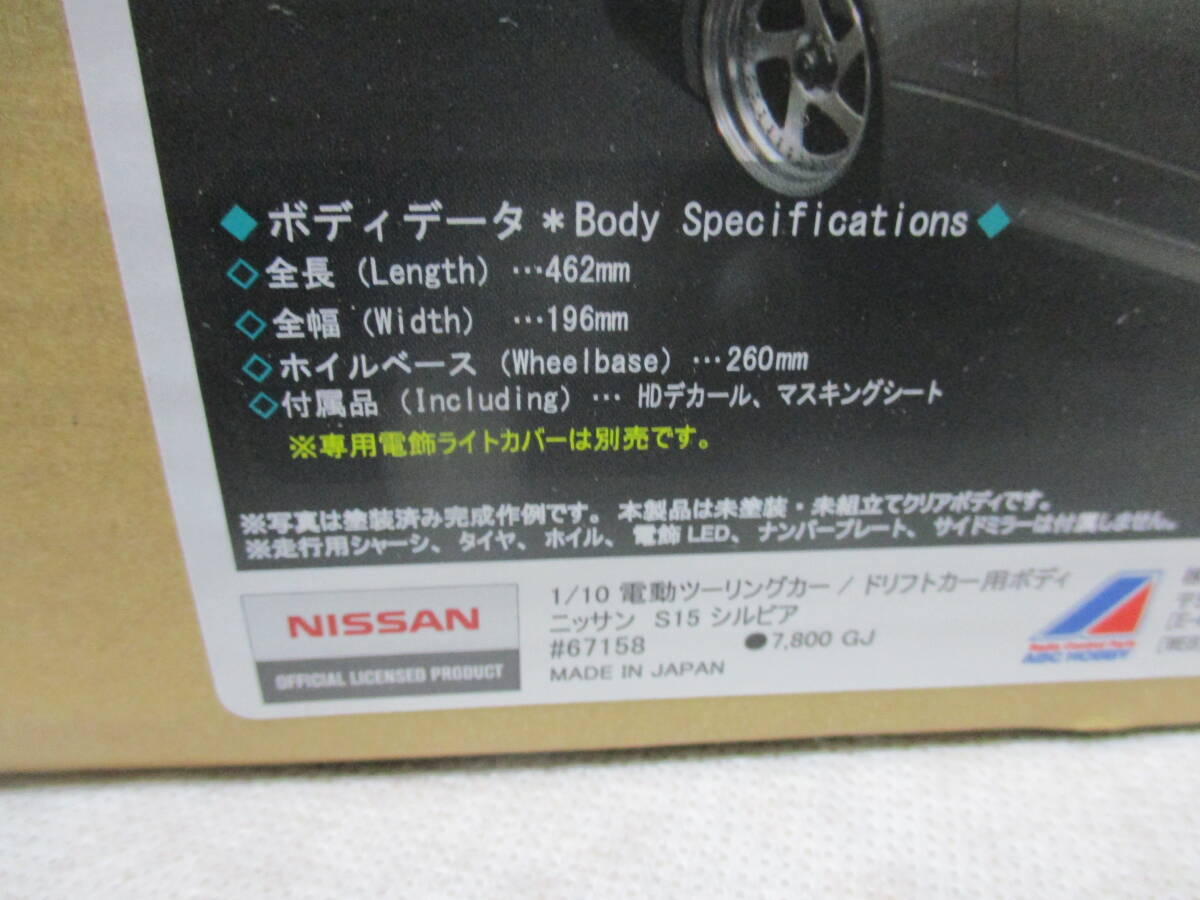 ◆ボディデータ＊Body Specifications◆
◇全長 (Length) …462mm
◇全幅 (Width) …196mm
◇ホイルベース (Wheelbase) …260mm
◇付属品 (Including) … HDデカール、マスキングシート
※専用電飾ライトカバーは別売です。
※写真は塗装済み完成作例です。本製品は未塗装・未組立てクリアボディです。
※走行用シャーシ、タイヤ、ホイル、電飾LED、ナンバープレート、サイドミラーは付属しません。
NISSAN
OFFICIAL LICENSED PRODUCT
1/10 電動ツーリングカー / ドリフトカー用ボディ
ニッサン S15 シルビア
#67158 ●7,800 GJ
MADE IN JAPAN
Radio Control Parts
ABC HOBBY